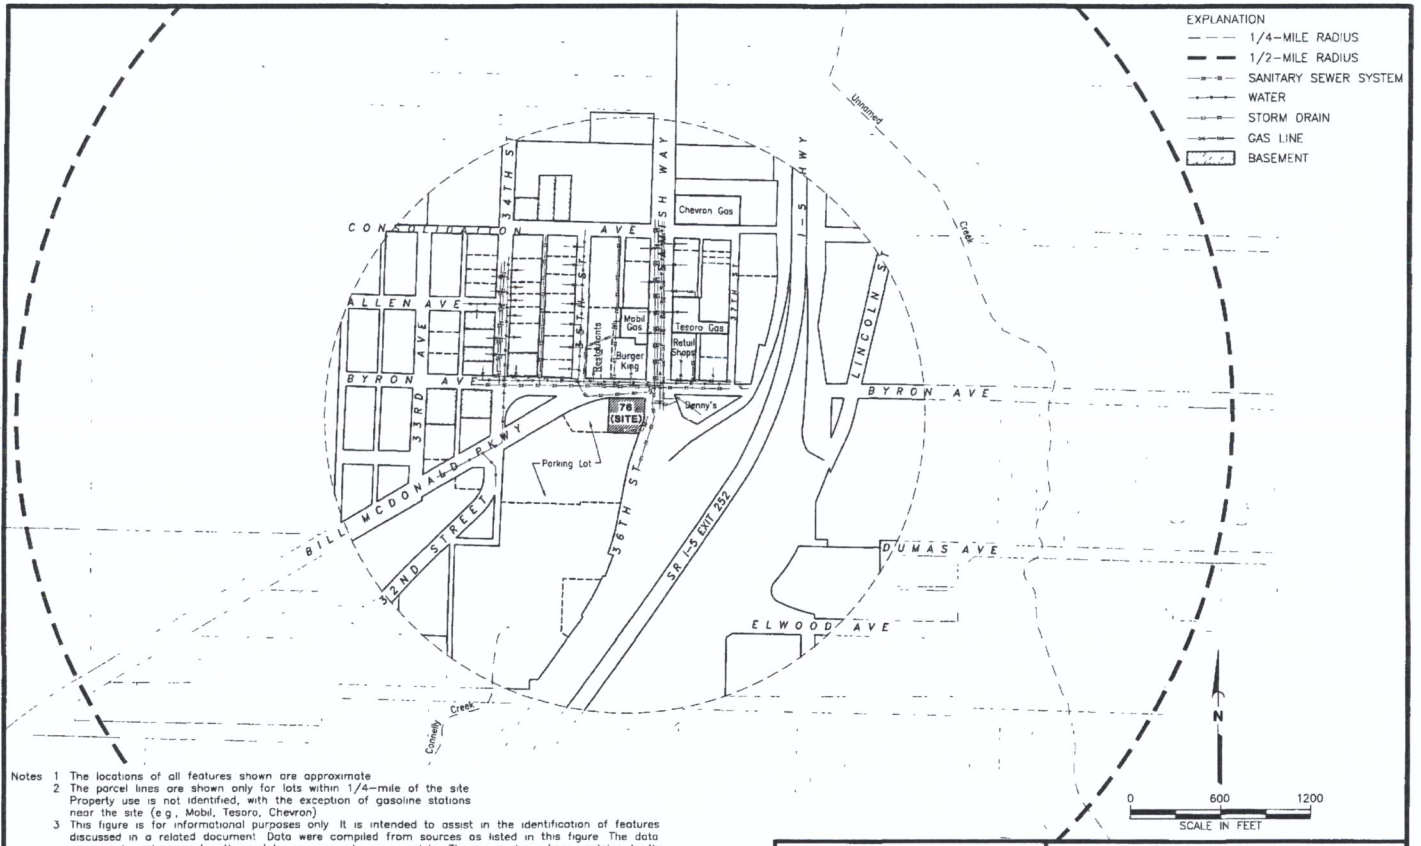 EXPLANATION
1/4-MILE RADIUS
1/2-MILE RADIUS
SANITARY SEWER SYSTEM
WATER
STORM DRAIN
GAS LINE
BASEMENT
Unnamed
Creek
34TH ST
SH WAY
I-5 HWY
Chevron Gas
CONSOLIDATION AVE
LINCOLN ST
35TH ST
37TH S
ALLEN AVE
Mobil
Gas
Tesoro Gas
33RD AVE
Restaurants
Burger
King
Retail
Shops
BYRON AVE
BYRON AVE
76
(SITE)
Denny's
Parking Lot
BILL MCDONALD PKWY
32ND STREET
36TH ST
SR I-5 EXIT 252
DUMAS AVE
ELWOOD AVE
Connelly
Creek
N
0 600 1200
SCALE IN FEET
Notes 1 The locations of all features shown are approximate
2 The parcel lines are shown only for lots within 1/4-mile of the site
Property use is not identified, with the exception of gasoline stations
near the site (e g, Mobil, Tesoro, Chevron)
3 This figure is for informational purposes only It is intended to assist in the identification of features
discussed in a related document Data were compiled from sources as listed in this figure The data